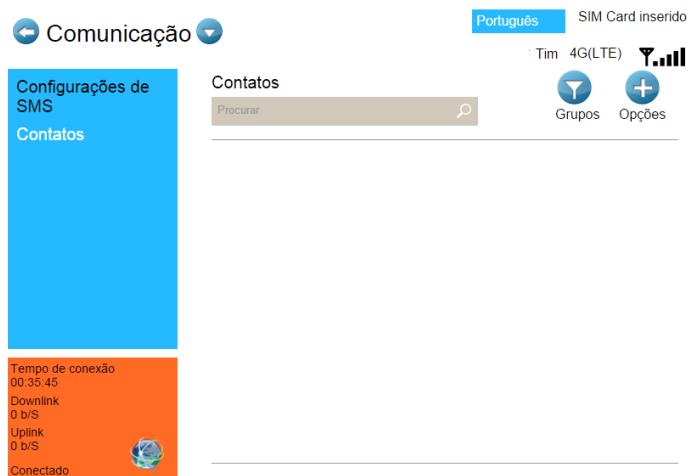 Comunicação
Português
SIM Card inserido
Tim 4G(LTE)
Configurações de
SMS
Contatos
Contatos
Procurar
Grupos
Opções
Tempo de conexão
00:35:45
Downlink
0 b/S
Uplink
0 b/S
Conectado